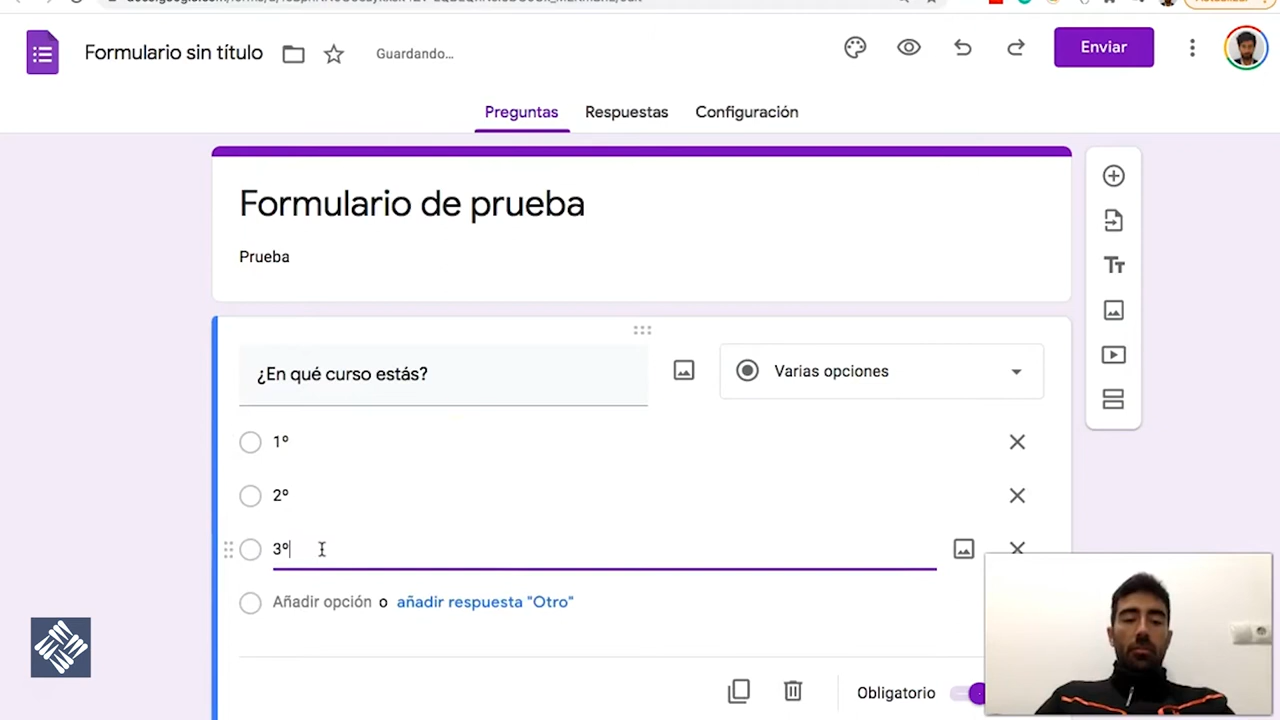 Formulario sin título
Guardando...
Enviar
Preguntas
Respuestas
Configuración
Formulario de prueba
Prueba
¿En qué curso estás?
Varias opciones
1º
2º
3º
Añadir opción o añadir respuesta "Otro"
Obligatorio